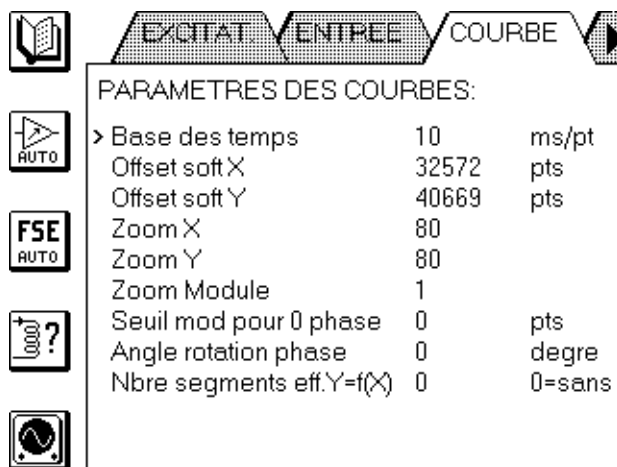 EXCITAT. ENTREE COURBE
PARAMETRES DES COURBES:
> Base des temps 10 ms/pt
Offset soft X 32572 pts
Offset soft Y 40669 pts
Zoom X 80
Zoom Y 80
Zoom Module 1
Seuil mod pour 0 phase 0 pts
Angle rotation phase 0 degre
Nbre segments eff.Y=f(X) 0 0=sans
AUTO
FSE
AUTO
?